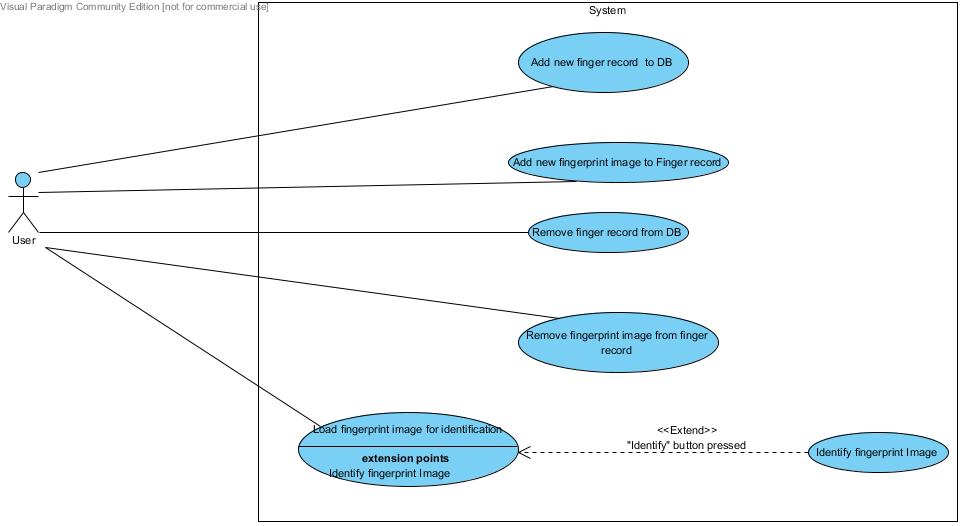 Visual Paradigm Community Edition [not for commercial use]
System
Add new finger record to DB
Add new fingerprint image to Finger record
User
Remove finger record from DB
Remove fingerprint image from finger
record
Load fingerprint image for identification
extension points
Identify fingerprint Image
<<Extend>>
"Identify" button pressed
Identify fingerprint Image